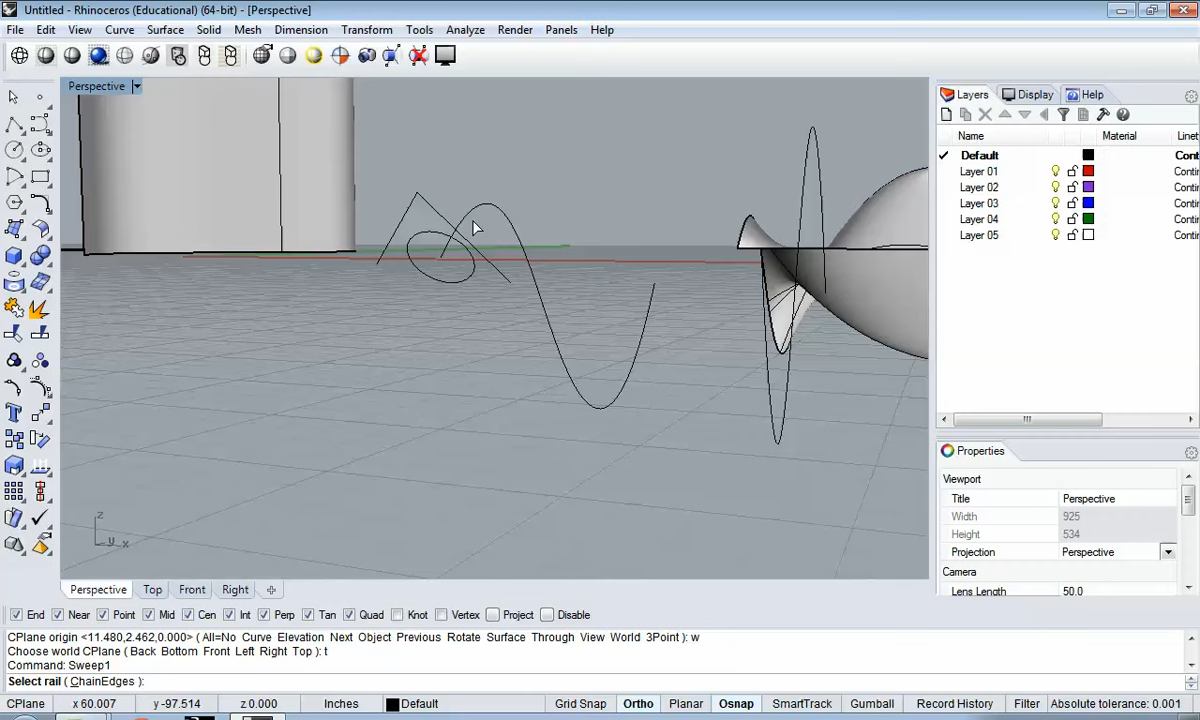 Untitled - Rhinoceros (Educational) (64-bit) - [Perspective]
File Edit View Curve Surface Solid Mesh Dimension Transform Tools Analyze Render Panels Help
Perspective
Layers Display Help
Name Material Linet
Default Cont
Layer 01 Contin
Layer 02 Contin
Layer 03 Contin
Layer 04 Contin
Layer 05 Contin
Properties
Viewport
Title Perspective
Width 925
Height 534
Projection Perspective
Camera
Lens Length 50.0
z
y x
Perspective Top Front Right
End Near Point Mid Cen Int Perp Tan Quad Knot Vertex Project Disable
CPlane origin <11.480,2.462,0.000> ( All=No Curve Elevation Next Object Previous Rotate Surface Through View World 3Point ): w
Choose world CPlane ( Back Bottom Front Left Right Top ): t
Command: Sweep1
Select rail ( ChainEdges ):
CPlane x 60.007 y -97.514 z 0.000 Inches Default Grid Snap Ortho Planar Osnap SmartTrack Gumball Record History Filter Absolute tolerance: 0.001